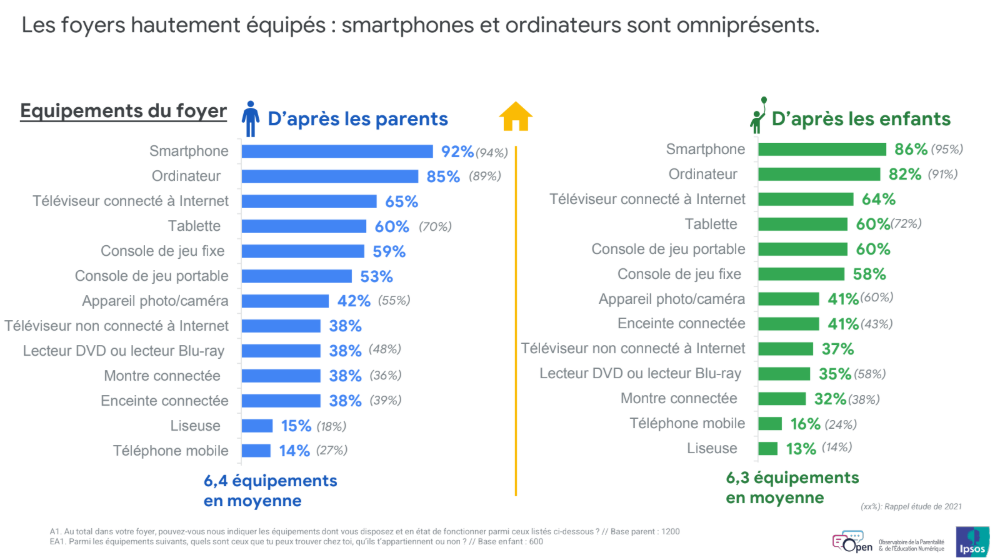 Les foyers hautement équipés : smartphones et ordinateurs sont omniprésents.
Equipements du foyer
D'après les parents
Smartphone 92% (94%)
Ordinateur 85% (89%)
Téléviseur connecté à Internet 65%
Tablette 60% (70%)
Console de jeu fixe 59%
Console de jeu portable 53%
Appareil photo/caméra 42% (55%)
Téléviseur non connecté à Internet 38%
Lecteur DVD ou lecteur Blu-ray 38% (48%)
Montre connectée 38% (36%)
Enceinte connectée 38% (39%)
Liseuse 15% (18%)
Téléphone mobile 14% (27%)
6,4 équipements
en moyenne
D'après les enfants
Smartphone 86% (95%)
Ordinateur 82% (91%)
Téléviseur connecté à Internet 64%
Tablette 60% (72%)
Console de jeu portable 60%
Console de jeu fixe 58%
Appareil photo/caméra 41% (60%)
Enceinte connectée 41% (43%)
Téléviseur non connecté à Internet 37%
Lecteur DVD ou lecteur Blu-ray 35% (58%)
Montre connectée 32% (38%)
Téléphone mobile 16% (24%)
Liseuse 13% (14%)
6,3 équipements
en moyenne
(xx%): Rappel étude de 2021
A1. Au total dans votre foyer, pouvez-vous nous indiquer les équipements dont vous disposez et en état de fonctionner parmi ceux listés ci-dessous ? // Base parent : 1200
EA1. Parmi les équipements suivants, quels sont ceux que tu peux trouver chez toi, qu'ils t'appartiennent ou non ? // Base enfant : 600
Open
Observatoire de la Parentalité
& de l'Éducation Numérique
Ipsos